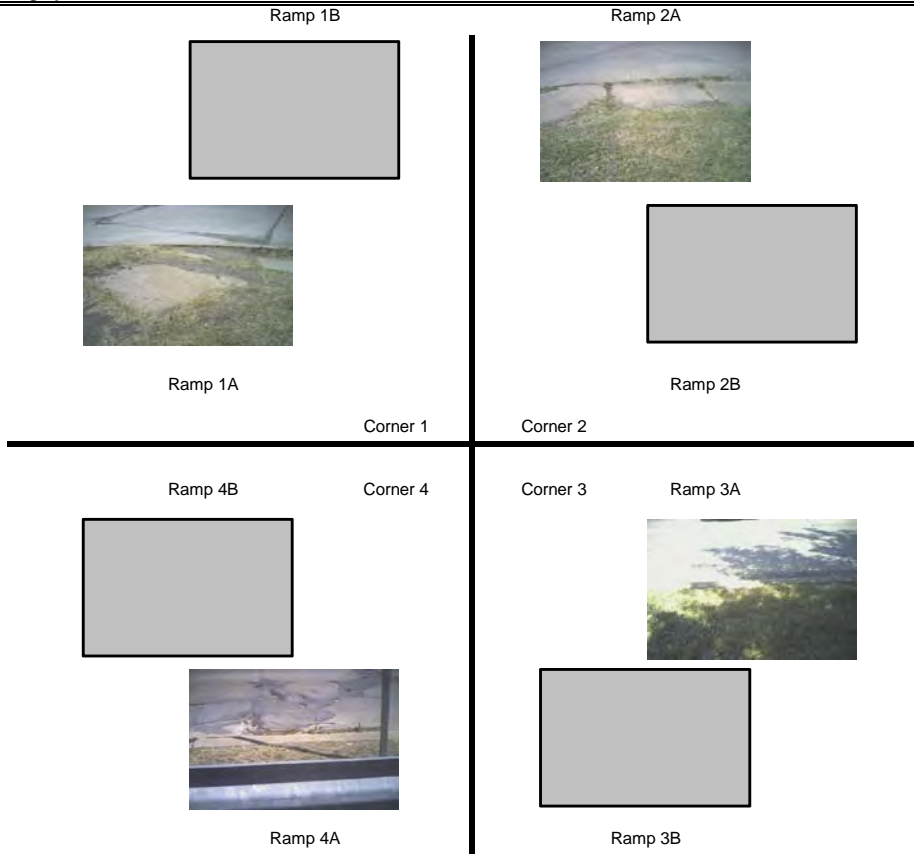 Ramp 1B Ramp 2A
Ramp 1A Ramp 2B
Corner 1 Corner 2
Ramp 4B Corner 4 Corner 3 Ramp 3A
Ramp 4A Ramp 3B